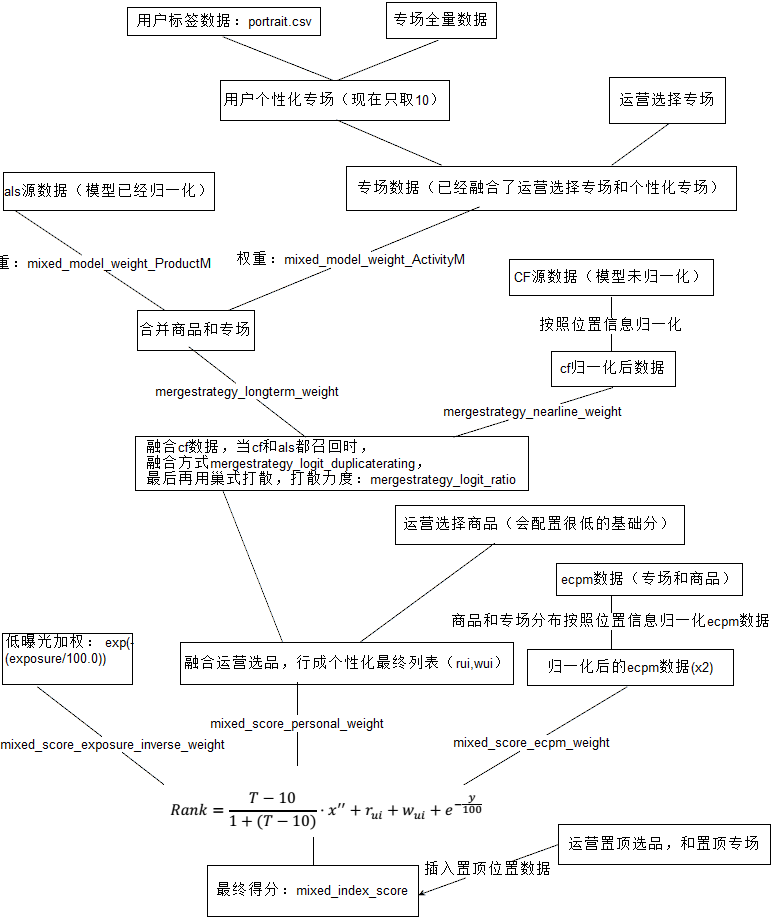 用户标签数据：portrait.csv
专场全量数据
用户个性化专场（现在只取10）
运营选择专场
als源数据（模型已经归一化）
专场数据（已经融合了运营选择专场和个性化专场）
重：mixed_model_weight_ProductM
权重：mixed_model_weight_ActivityM
CF源数据（模型未归一化）
合并商品和专场
按照位置信息归一化
cf归一化后数据
mergestrategy_longterm_weight
mergestrategy_nearline_weight
融合cf数据，当cf和als都召回时，
融合方式mergestrategy_logit_duplicaterating，
最后再用巢式打散，打散力度：mergestrategy_logit_ratio
运营选择商品（会配置很低的基础分）
ecpm数据（专场和商品）
商品和专场分布按照位置信息归一化ecpm数据
低曝光加权： exp(-
(exposure/100.0))
融合运营选品，行成个性化最终列表（rui,wui）
归一化后的ecpm数据(x2)
mixed_score_personal_weight
mixed_score_exposure_inverse_weight
mixed_score_ecpm_weight
Rank = \frac{T-10}{1+(T-10)} · x'' + r_{ui} + w_{ui} + e^{-\frac{y}{100}}
运营置顶选品，和置顶专场
插入置顶位置数据
最终得分：mixed_index_score